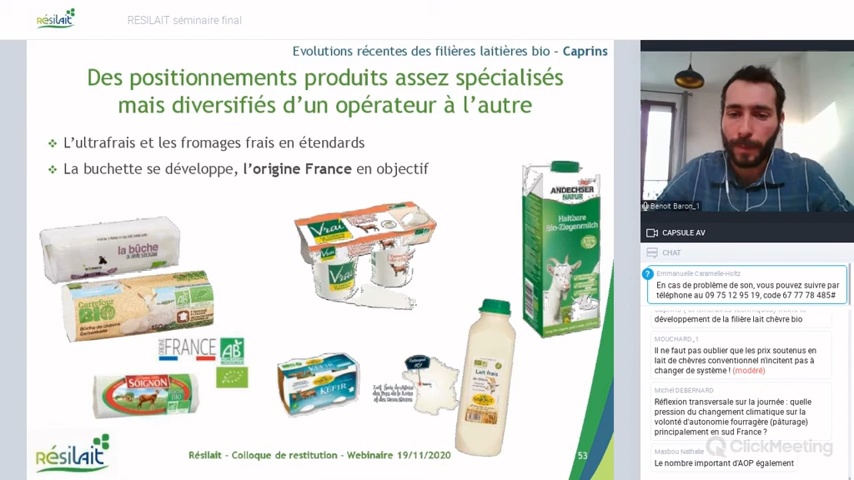 Résilait
RESILAIT séminaire final
Evolutions récentes des filières laitières bio - Caprins
Des positionnements produits assez spécialisés
mais diversifiés d'un opérateur à l'autre
L'ultrafrais et les fromages frais en étendards
La buchette se développe, l'origine France en objectif
la bûche
Carrefour
BIO
AB
Vrai
Vrai
Vrai
ANDECHSER
NATUR
Haltbare
Bio-Ziegenmilch
FRANCE
AB
SOIGNON
KEFIR
Lait frais
Résilait
Résilait - Colloque de restitution - Webinaire 19/11/2020
53
Benoit Baron_1
CAPSULE AV
CHAT
Emmanuelle Caramelle-Holtz
En cas de problème de son, vous pouvez suivre par
téléphone au 09 75 12 95 19, code 67 77 78 485#
développement de la filière lait chèvre bio
MOUCHARD_1
Il ne faut pas oublier que les prix soutenus en
lait de chèvres conventionnel n'incitent pas à
changer de système ! (modéré)
Michel DEBERNARD
Réflexion transversale sur la journée : quelle
pression du changement climatique sur la
volonté d'autonomie fourragère (pâturage)
principalement en sud France ?
ClickMeeting
Masbou Nathalie
Le nombre important d'AOP également